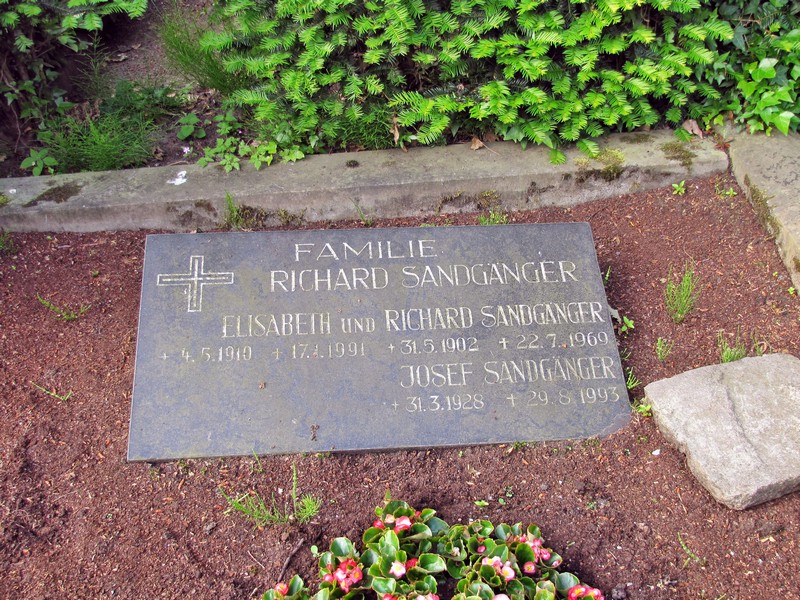 FAMILIE
RICHARD SANDGÄNGER
ELISABETH und RICHARD SANDGÄNGER
+ 4.5.1910 + 17.1.1991 + 31.5.1902 + 22.7.1969
JOSEF SANDGÄNGER
+ 31.3.1928 + 29.8.1993